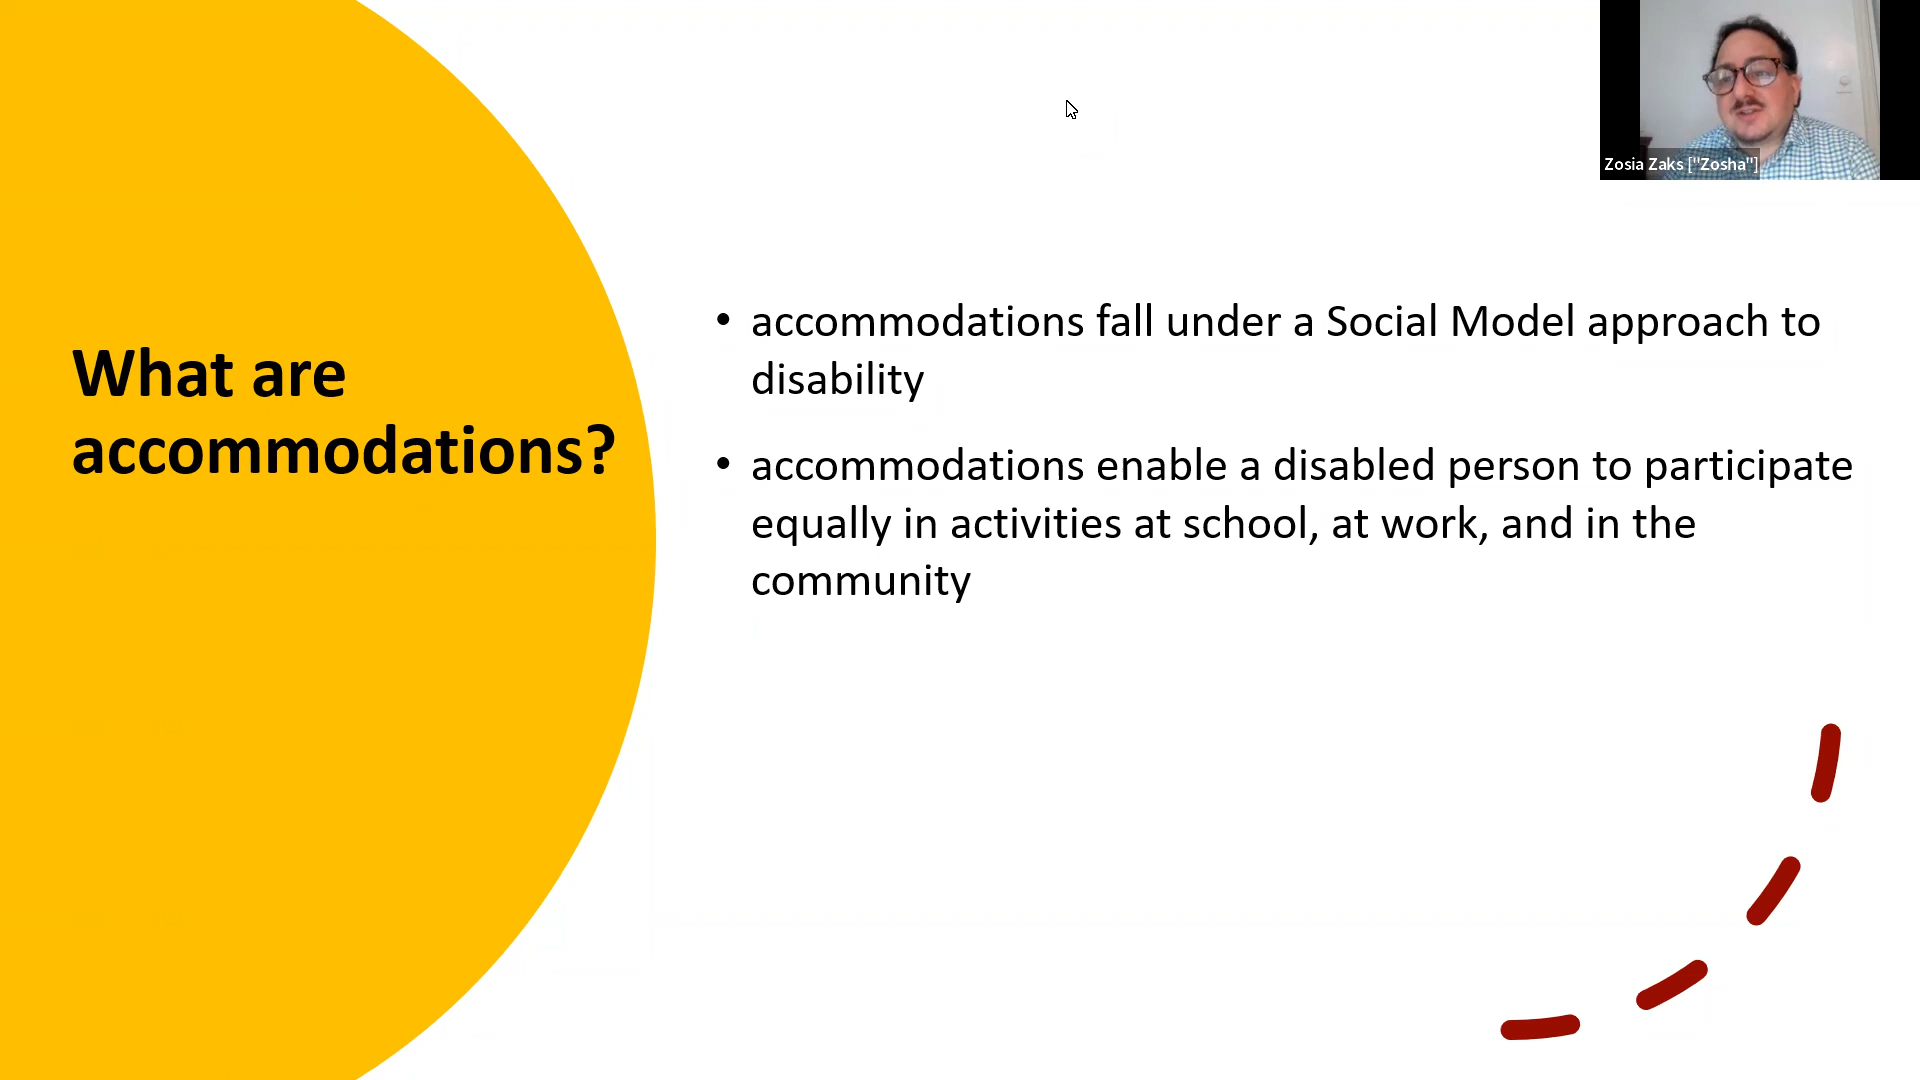 What are
accommodations?
• accommodations fall under a Social Model approach to
disability
• accommodations enable a disabled person to participate
equally in activities at school, at work, and in the
community
Zosia Zaks ["Zosha"]